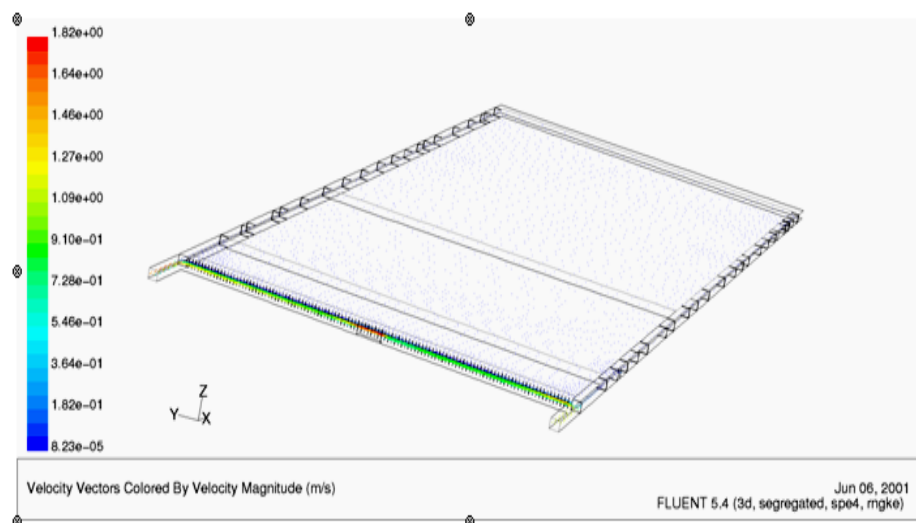 1.82e+00
1.64e+00
1.46e+00
1.27e+00
1.09e+00
9.10e-01
7.28e-01
5.46e-01
3.64e-01
1.82e-01
8.23e-05
Z
Y X
Velocity Vectors Colored By Velocity Magnitude (m/s)
Jun 06, 2001
FLUENT 5.4 (3d, segregated, spe4, rngke)